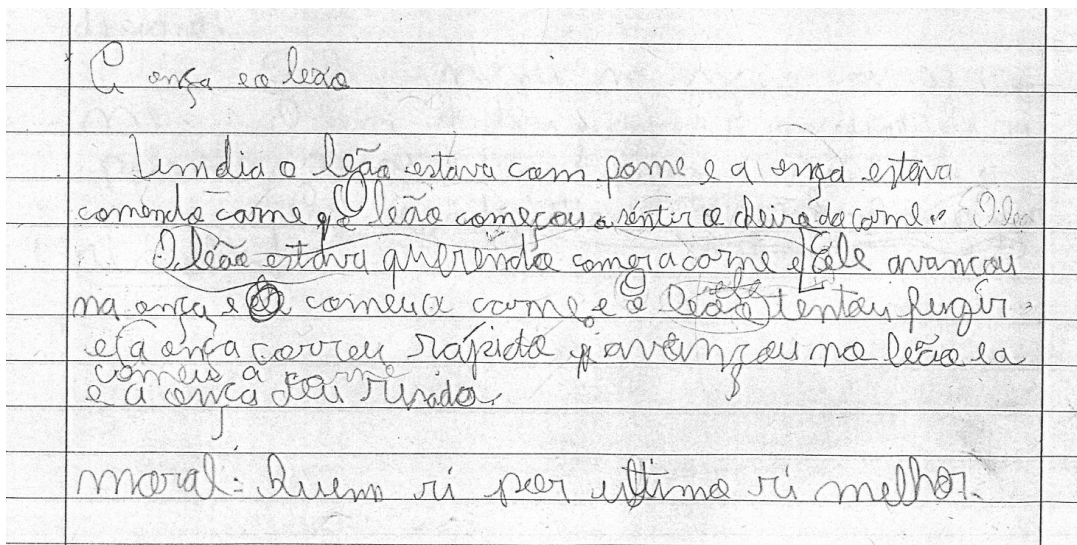 A onça e o leão
Um dia o leão estava com fome e a onça estava
comendo carne e O leão começou a sentir o cheiro da carne. O leão
O leão estava querendo comer a carne e Ele avançou
na onça e comeu a carne, e o leão tentou fugir.
e a onça correu rápido avançou no leão e a
comeu a carne
e a onça deu risada.
moral: Quem ri por ultimo ri melhor.